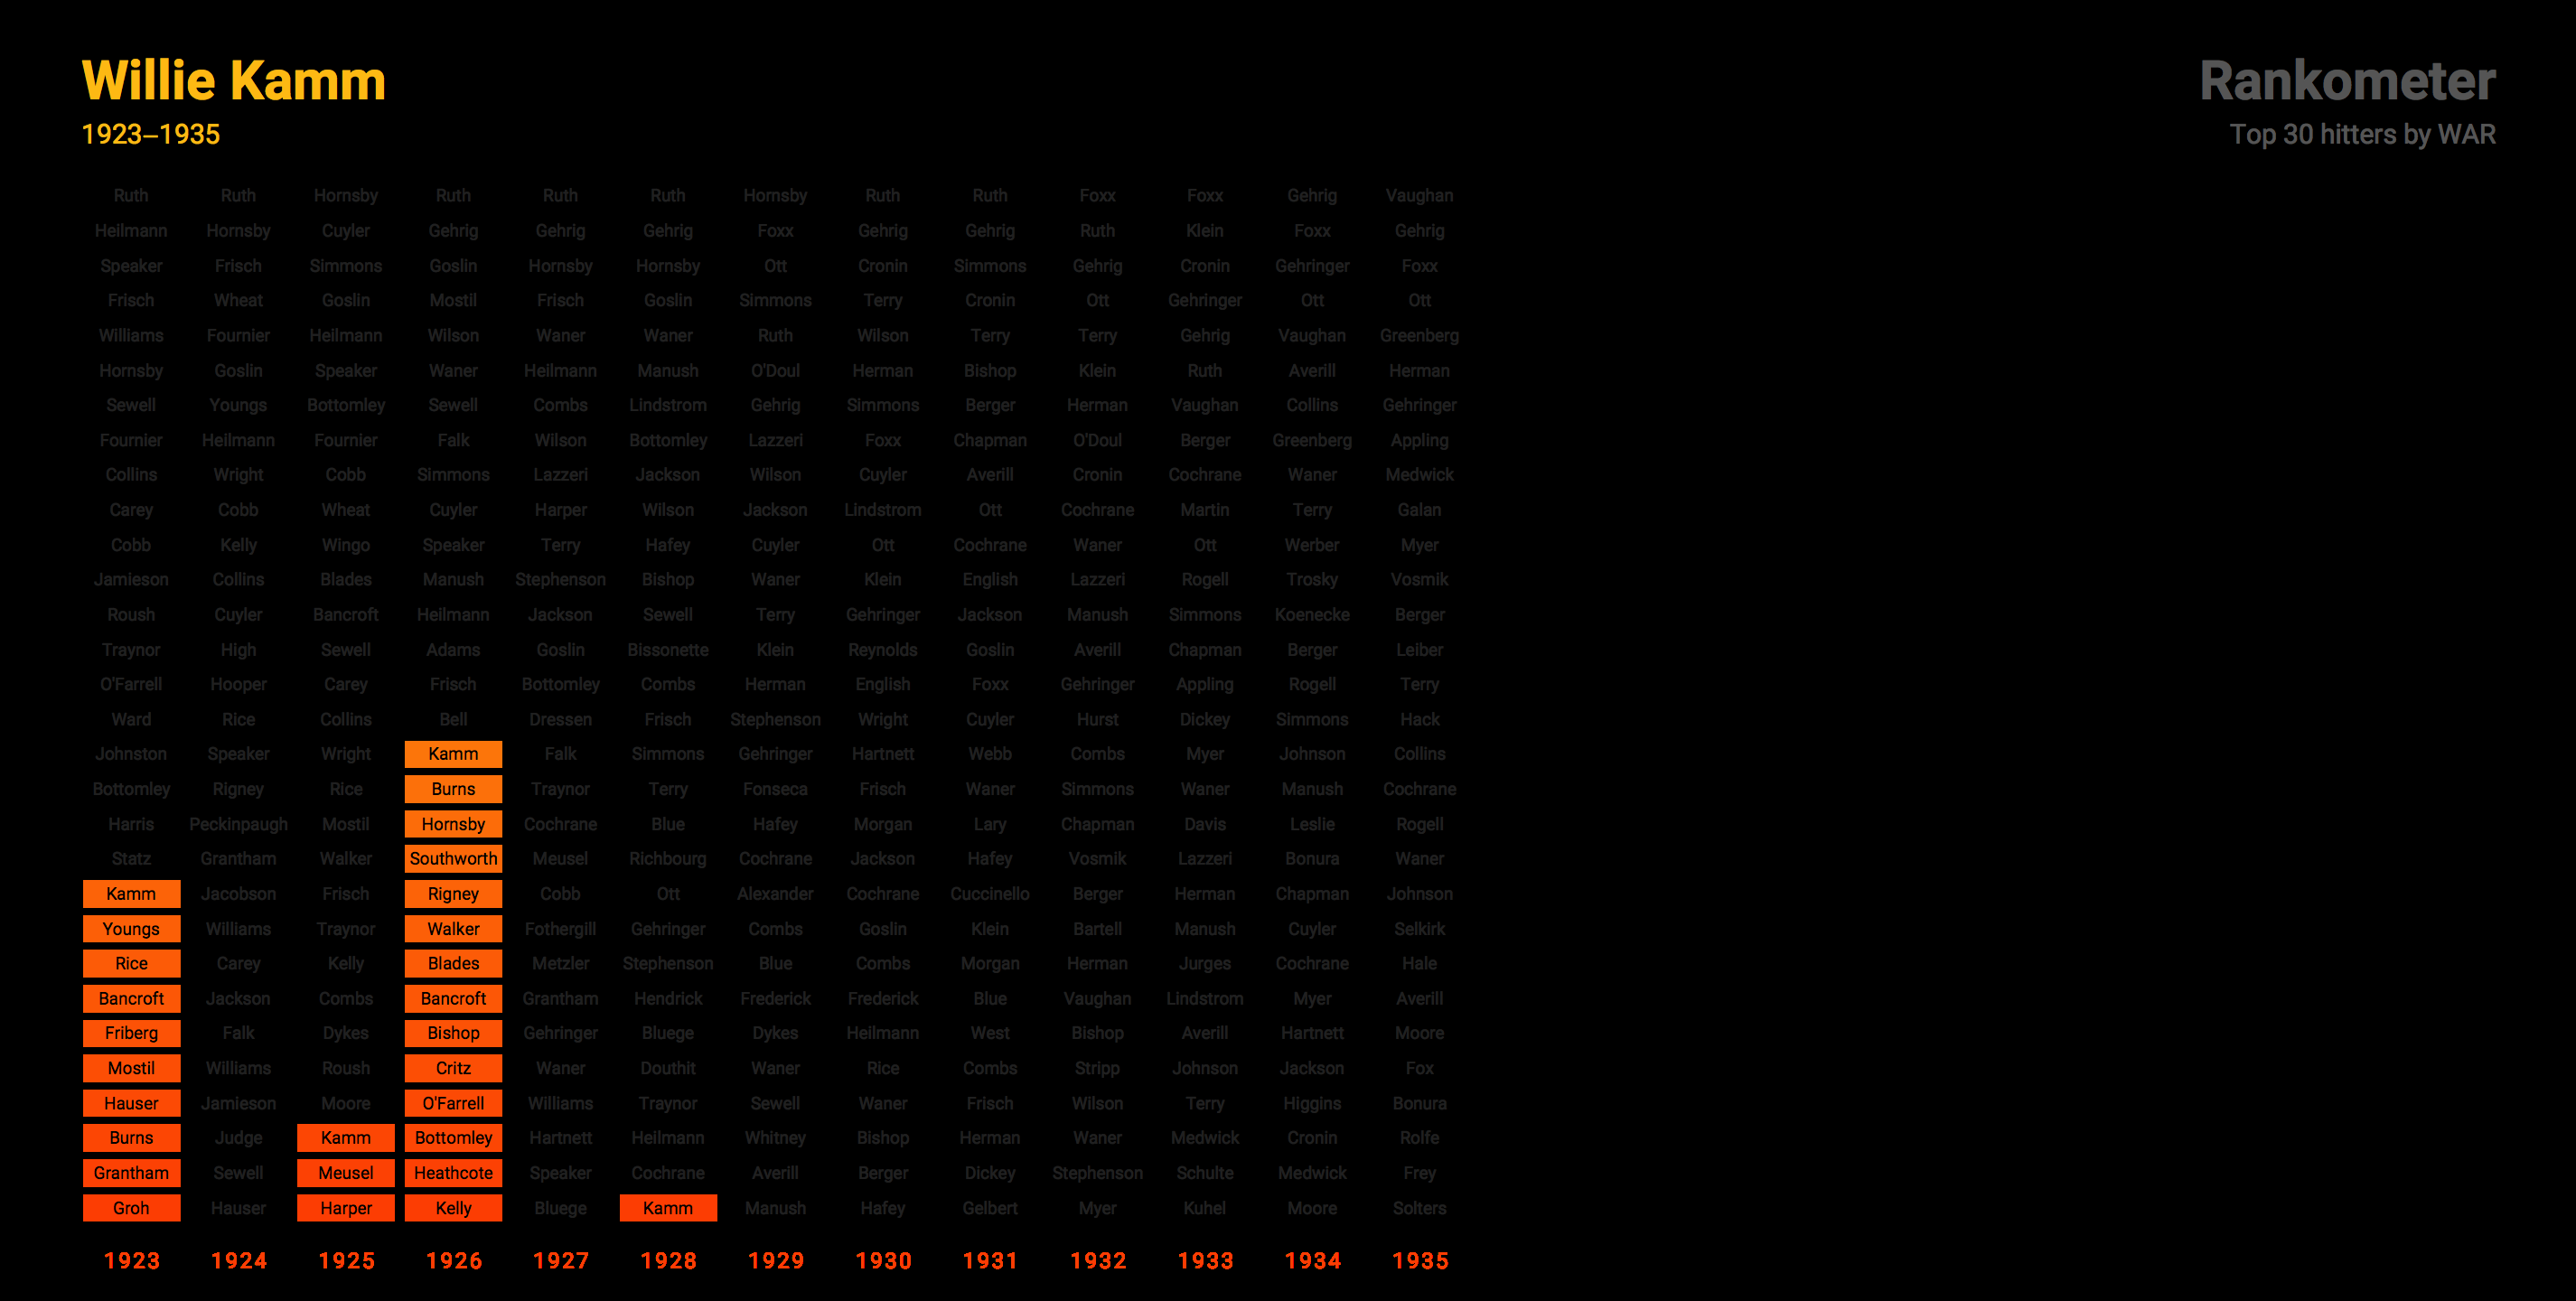 Willie Kamm
1923–1935
Rankometer
Top 30 hitters by WAR
Ruth Ruth Hornsby Ruth Ruth Ruth Hornsby Ruth Ruth Foxx Foxx Gehrig Vaughan
Heilmann Hornsby Cuyler Gehrig Gehrig Gehrig Foxx Gehrig Gehrig Ruth Klein Foxx Gehrig
Speaker Frisch Simmons Goslin Hornsby Hornsby Ott Cronin Simmons Gehrig Cronin Gehringer Foxx
Frisch Wheat Goslin Mostil Frisch Goslin Simmons Terry Cronin Ott Gehringer Ott Ott
Williams Fournier Heilmann Wilson Waner Waner Ruth Wilson Terry Terry Gehrig Vaughan Greenberg
Hornsby Goslin Speaker Waner Heilmann Manush O'Doul Herman Bishop Klein Ruth Averill Herman
Sewell Youngs Bottomley Sewell Combs Lindstrom Gehrig Simmons Berger Herman Vaughan Collins Gehringer
Fournier Heilmann Fournier Falk Wilson Bottomley Lazzeri Foxx Chapman O'Doul Berger Greenberg Appling
Collins Wright Cobb Simmons Lazzeri Jackson Wilson Cuyler Averill Cronin Cochrane Waner Medwick
Carey Cobb Wheat Cuyler Harper Wilson Jackson Lindstrom Ott Cochrane Martin Terry Galan
Cobb Kelly Wingo Speaker Terry Hafey Cuyler Ott Cochrane Waner Ott Werber Myer
Jamieson Collins Blades Manush Stephenson Bishop Waner Klein English Lazzeri Rogell Trosky Vosmik
Roush Cuyler Bancroft Heilmann Jackson Sewell Terry Gehringer Jackson Manush Simmons Koenecke Berger
Traynor High Sewell Adams Goslin Bissonette Klein Reynolds Goslin Averill Chapman Berger Leiber
O'Farrell Hooper Carey Frisch Bottomley Combs Herman English Foxx Gehringer Appling Rogell Terry
Ward Rice Collins Bell Dressen Frisch Stephenson Wright Cuyler Hurst Dickey Simmons Hack
Johnston Speaker Wright Kamm Falk Simmons Gehringer Hartnett Webb Combs Myer Johnson Collins
Bottomley Rigney Rice Burns Traynor Terry Fonseca Frisch Waner Simmons Waner Manush Cochrane
Harris Peckinpaugh Mostil Hornsby Cochrane Blue Hafey Morgan Lary Chapman Davis Leslie Rogell
Statz Grantham Walker Southworth Meusel Richbourg Cochrane Jackson Hafey Vosmik Lazzeri Bonura Waner
Kamm Jacobson Frisch Rigney Cobb Ott Alexander Cochrane Cuccinello Berger Herman Chapman Johnson
Youngs Williams Traynor Walker Fothergill Gehringer Combs Goslin Klein Bartell Manush Cuyler Selkirk
Rice Carey Kelly Blades Metzler Stephenson Blue Combs Morgan Herman Jurges Cochrane Hale
Bancroft Jackson Combs Bancroft Grantham Hendrick Frederick Frederick Blue Vaughan Lindstrom Myer Averill
Friberg Falk Dykes Bishop Gehringer Bluege Dykes Heilmann West Bishop Averill Hartnett Moore
Mostil Williams Roush Critz Waner Douthit Waner Rice Combs Stripp Johnson Jackson Fox
Hauser Jamieson Moore O'Farrell Williams Traynor Sewell Waner Frisch Wilson Terry Higgins Bonura
Burns Judge Kamm Bottomley Hartnett Heilmann Whitney Bishop Herman Waner Medwick Cronin Rolfe
Grantham Sewell Meusel Heathcote Speaker Cochrane Averill Berger Dickey Stephenson Schulte Medwick Frey
Groh Hauser Harper Kelly Bluege Kamm Manush Hafey Gelbert Myer Kuhel Moore Solters
1923 1924 1925 1926 1927 1928 1929 1930 1931 1932 1933 1934 1935